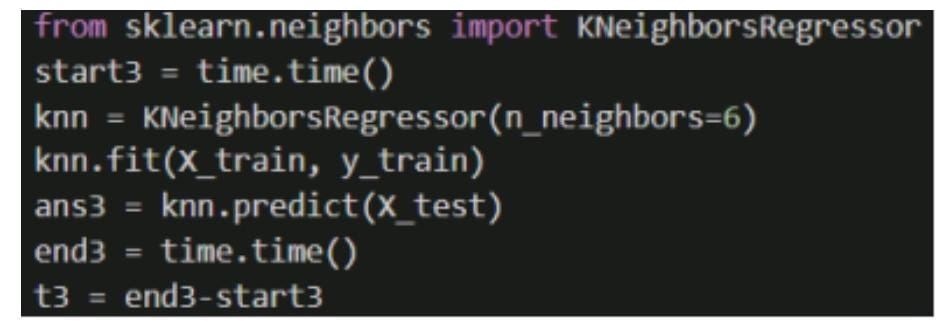 from sklearn.neighbors import KNeighborsRegressor
start3 = time.time()
knn = KNeighborsRegressor(n_neighbors=6)
knn.fit(X_train, y_train)
ans3 = knn.predict(X_test)
end3 = time.time()
t3 = end3-start3